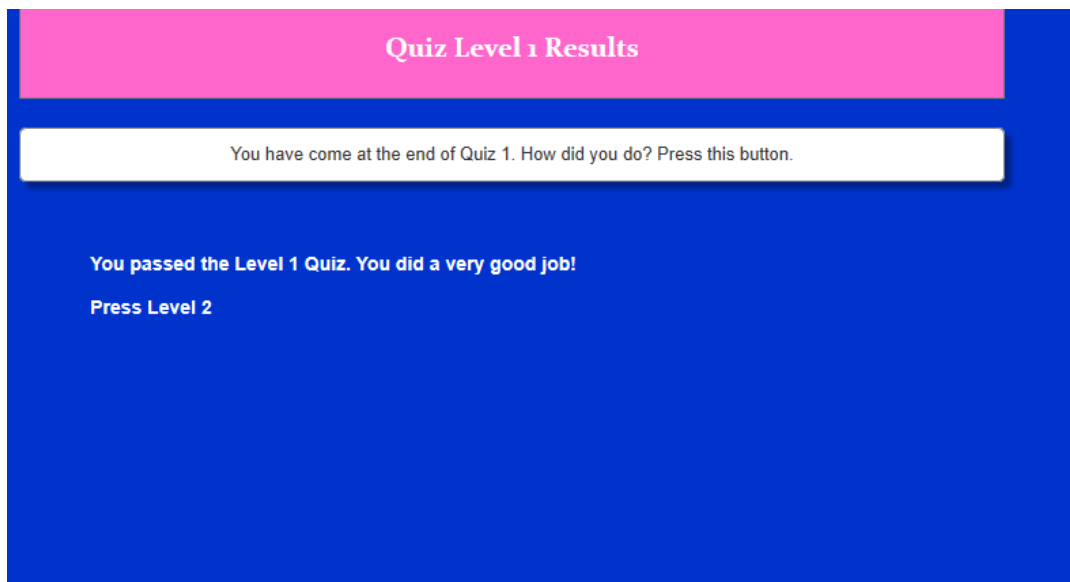 Quiz Level 1 Results
You have come at the end of Quiz 1. How did you do? Press this button.
You passed the Level 1 Quiz. You did a very good job!
Press Level 2